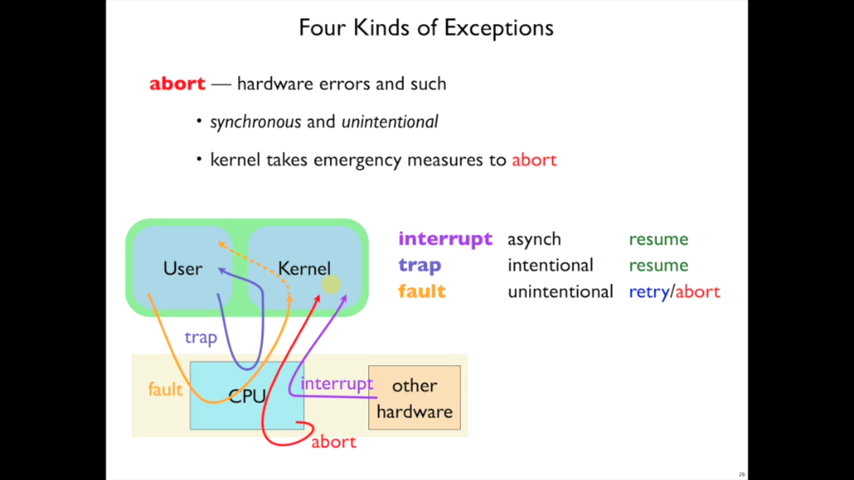 Four Kinds of Exceptions
abort — hardware errors and such
• synchronous and unintentional
• kernel takes emergency measures to abort
User
Kernel
interrupt asynch resume
trap intentional resume
fault unintentional retry/abort
trap
fault
CPU
interrupt
other
hardware
abort
26